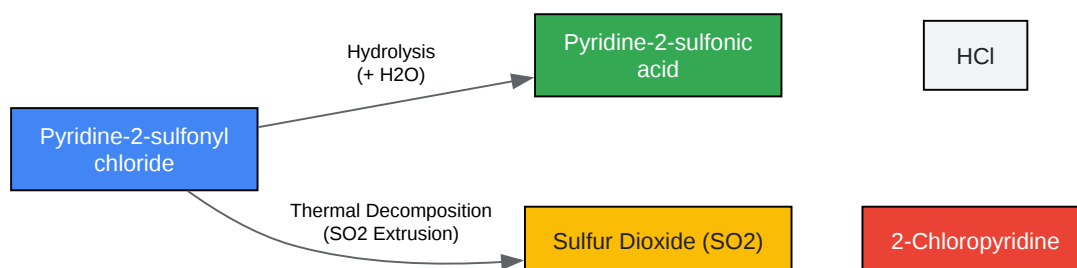 Pyridine-2-sulfonyl
chloride
Hydrolysis
(+ H2O)
Pyridine-2-sulfonic
acid
HCl
Thermal Decomposition
(SO2 Extrusion)
Sulfur Dioxide (SO2)
2-Chloropyridine